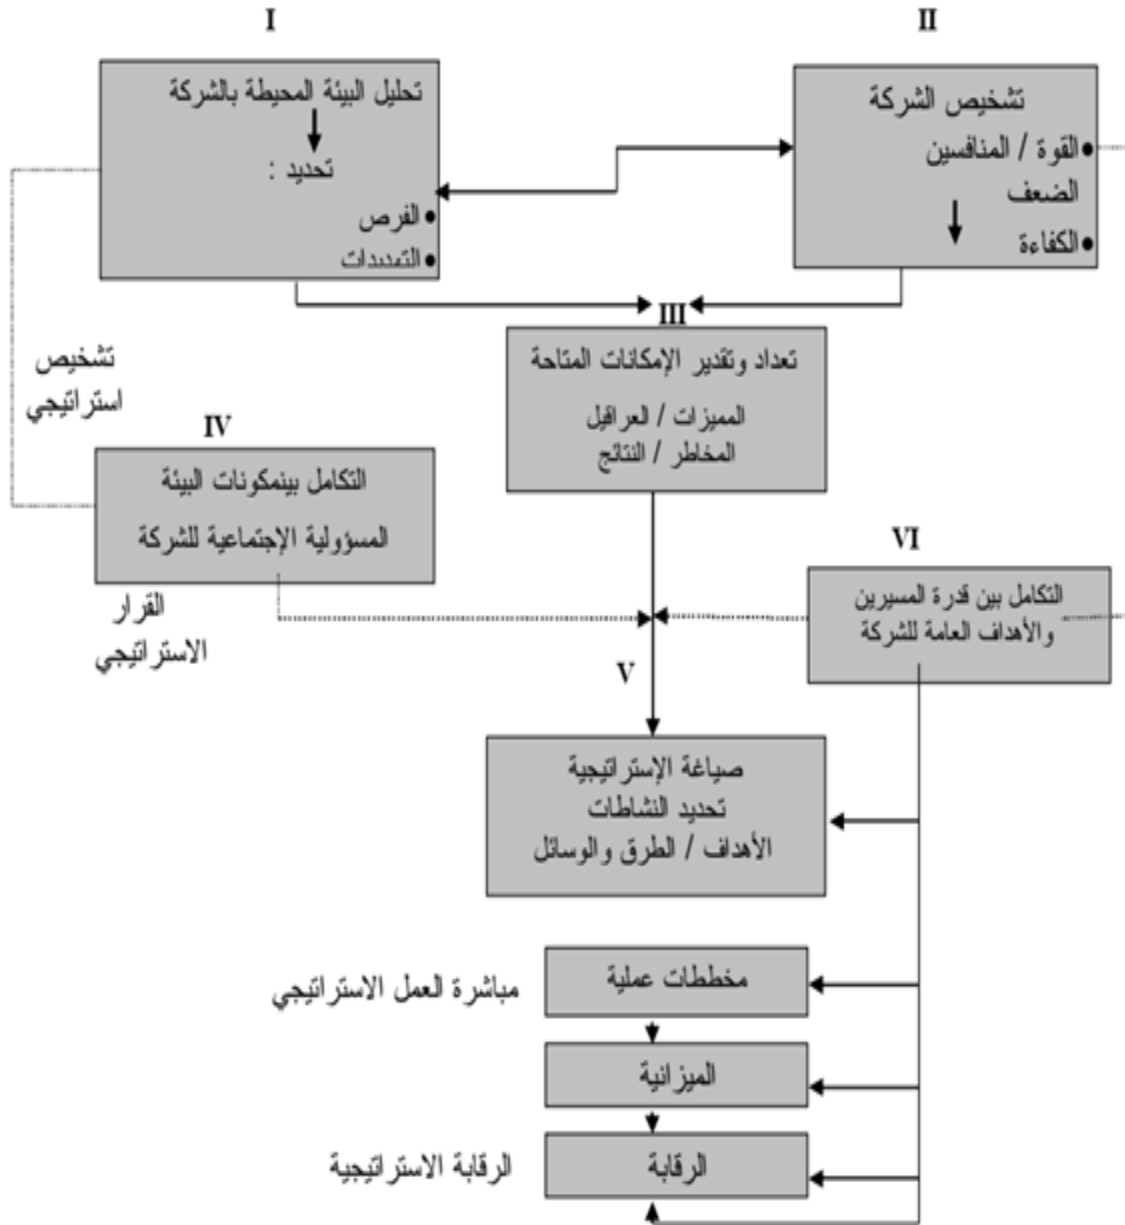 I
II
تحليل البيئة المحيطة بالشركة
تحديد :
•الفرص
•التهديدات
تشخيص الشركة
•القوة / المنافسين
الضعف
•الكفاءة
III
تعداد وتقدير الإمكانات المتاحة
المميزات / العراقيل
المخاطر / النتائج
تشخيص
استراتيجي
IV
التكامل بينمكونات البيئة
المسؤولية الإجتماعية للشركة
القرار
الاستراتيجي
VI
التكامل بين قدرة المسيرين
والأهداف العامة للشركة
V
صياغة الإستراتيجية
تحديد النشاطات
الأهداف / الطرق والوسائل
مخططات عملية
مباشرة العمل الاستراتيجي
الميزانية
الرقابة
الرقابة الاستراتيجية